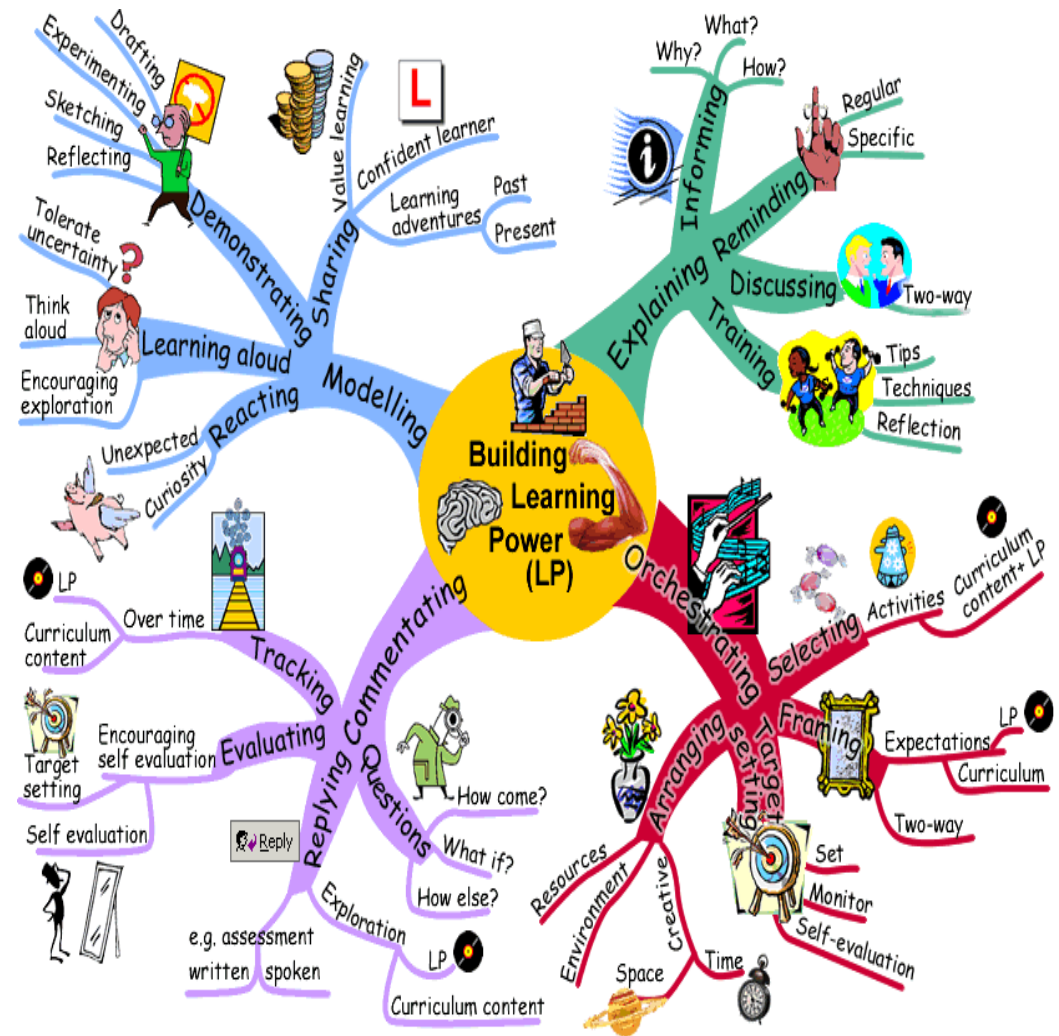 Building
Learning
Power
(LP)
Modelling
Demonstrating
Drafting
Experimenting
Sketching
Reflecting
Sharing
Value learning
Confident learner
Learning
adventures
Past
Present
L
Learning aloud
Tolerate
uncertainty
?
Think
aloud
Encouraging
exploration
Reacting
Unexpected
Curiosity
Explaining
Informing
Why?
What?
How?
i
Reminding
Regular
Specific
Discussing
Two-way
Training
Tips
Techniques
Reflection
Orchestrating
Selecting
Activities
Curriculum
content+ LP
Framing
Expectations
LP
Curriculum
Two-way
Target
setting
Set
Monitor
Self-evaluation
Arranging
Resources
Environment
Creative
Space
Time
Commentating
Tracking
Over time
LP
Curriculum
content
Evaluating
Encouraging
self evaluation
Target
setting
Self evaluation
Questions
How come?
What if?
How else?
Replying
Reply
Exploration
LP
Curriculum content
e.g. assessment
written
spoken